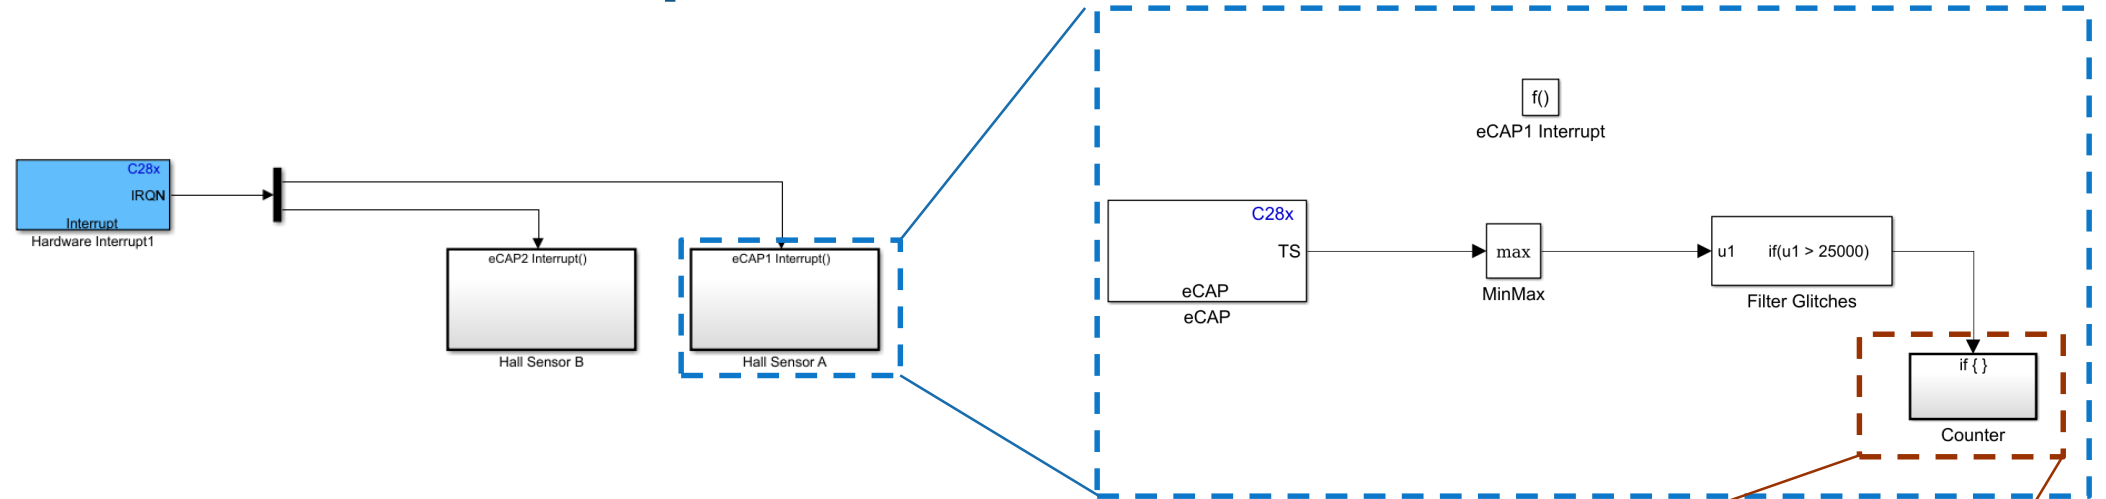 C28x
IRQN
Interrupt
Hardware Interrupt1
eCAP2 Interrupt()
Hall Sensor B
eCAP1 Interrupt()
Hall Sensor A
f()
eCAP1 Interrupt
C28x
TS
eCAP
eCAP
max
MinMax
u1 if(u1 > 25000)
Filter Glitches
if { }
Counter